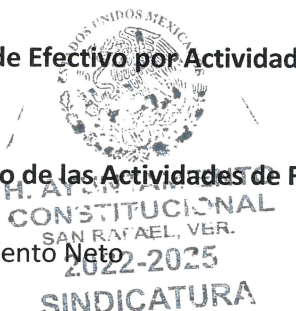 UNIDOS MEXICA
de Efectivo por Actividad
o de las Actividades de F
H. AYUNTAMIENTO
CONSTITUCIONAL
SAN RAFAEL, VER.
ento Neto
2022-2025
SINDICATURA